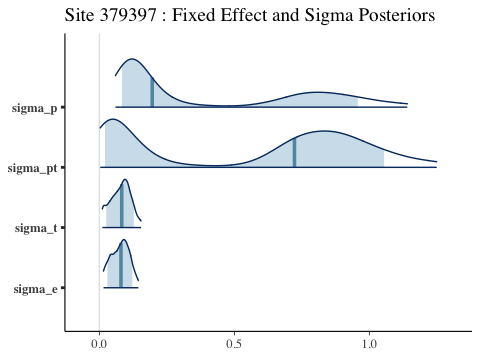 Site 379397 : Fixed Effect and Sigma Posteriors
sigma_p
sigma_pt
sigma_t
sigma_e
0.0 0.5 1.0